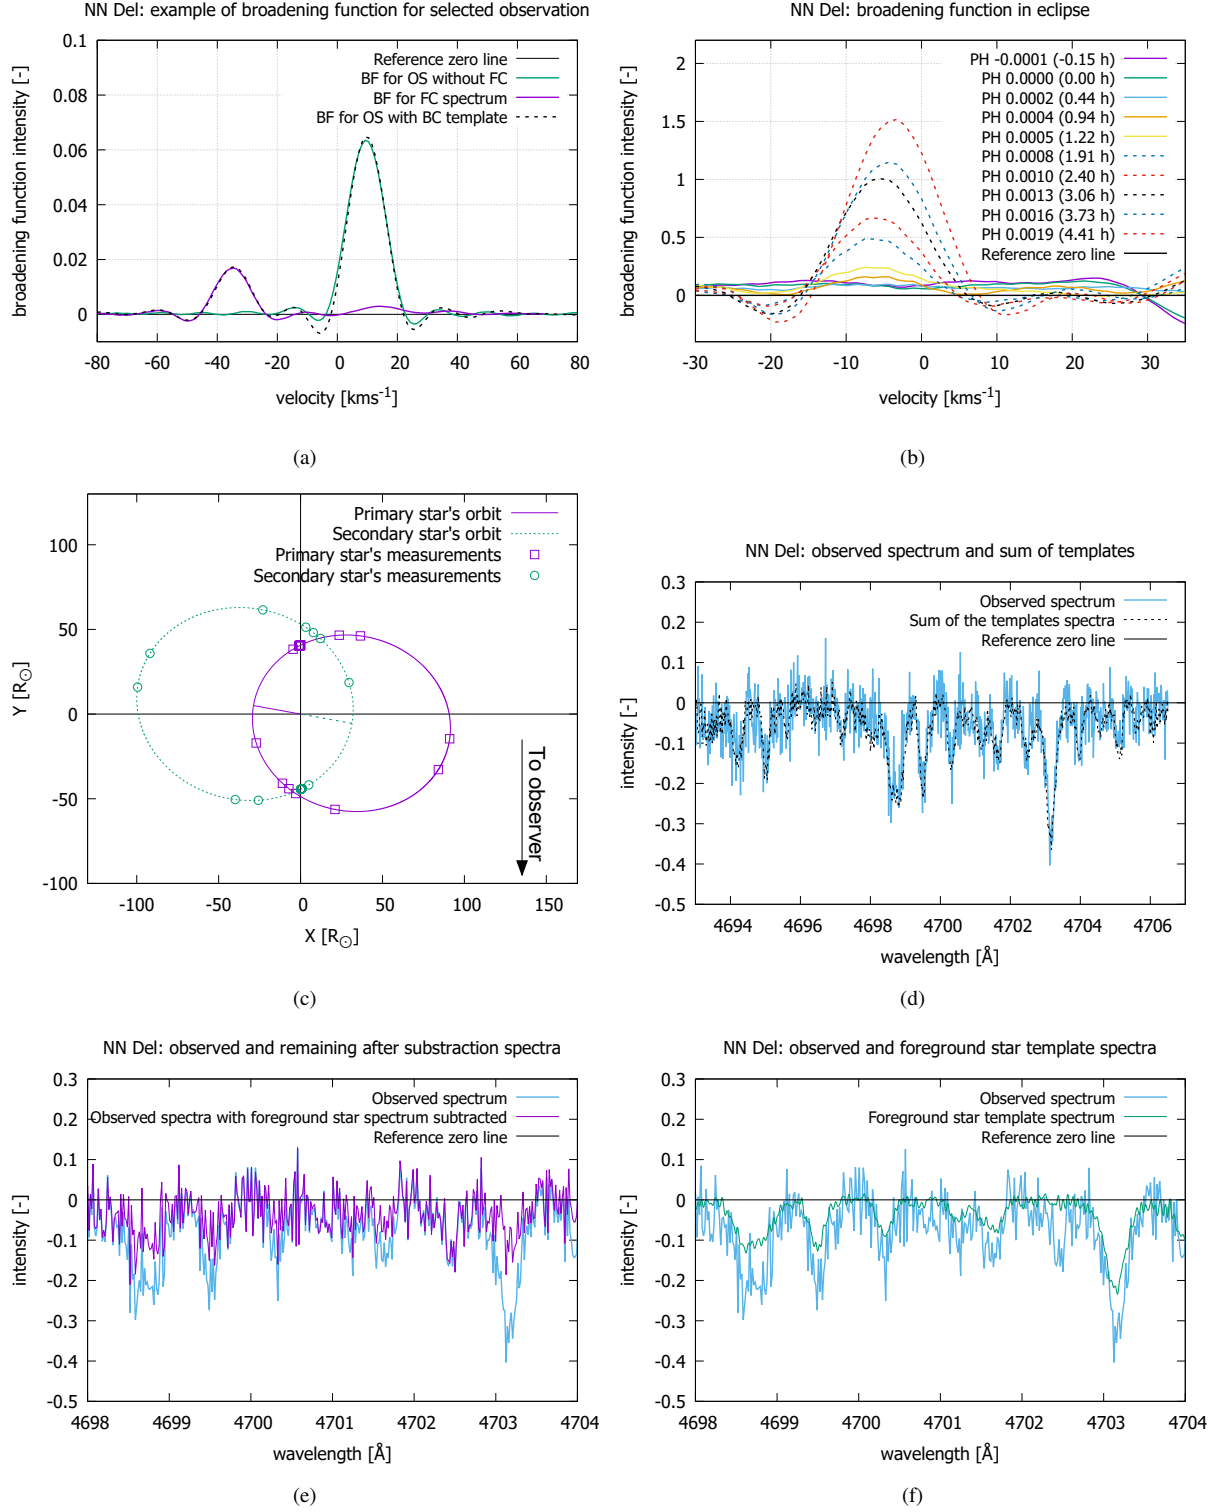 NN Del: example of broadening function for selected observation
Reference zero line
BF for OS without FC
BF for FC spectrum
BF for OS with BC template
broadening function intensity [-]
0.1
0.08
0.06
0.04
0.02
0
-80 -60 -40 -20 0 20 40 60 80
velocity [kms-1]
(a)
NN Del: broadening function in eclipse
PH -0.0001 (-0.15 h)
PH 0.0000 (0.00 h)
PH 0.0002 (0.44 h)
PH 0.0004 (0.94 h)
PH 0.0005 (1.22 h)
PH 0.0008 (1.91 h)
PH 0.0010 (2.40 h)
PH 0.0013 (3.06 h)
PH 0.0016 (3.73 h)
PH 0.0019 (4.41 h)
Reference zero line
broadening function intensity [-]
2
1.5
1
0.5
0
-30 -20 -10 0 10 20 30
velocity [kms-1]
(b)
Primary star's orbit
Secondary star's orbit
Primary star's measurements
Secondary star's measurements
Y [R☉]
100
50
0
-50
-100
To observer
-100 -50 0 50 100 150
X [R☉]
(c)
NN Del: observed spectrum and sum of templates
Observed spectrum
Sum of the templates spectra
Reference zero line
intensity [-]
0.3
0.2
0.1
0
-0.1
-0.2
-0.3
-0.4
-0.5
4694 4696 4698 4700 4702 4704 4706
wavelength [Å]
(d)
NN Del: observed and remaining after substraction spectra
Observed spectrum
Observed spectra with foreground star spectrum subtracted
Reference zero line
intensity [-]
0.3
0.2
0.1
0
-0.1
-0.2
-0.3
-0.4
-0.5
4698 4699 4700 4701 4702 4703 4704
wavelength [Å]
(e)
NN Del: observed and foreground star template spectra
Observed spectrum
Foreground star template spectrum
Reference zero line
intensity [-]
0.3
0.2
0.1
0
-0.1
-0.2
-0.3
-0.4
-0.5
4698 4699 4700 4701 4702 4703 4704
wavelength [Å]
(f)